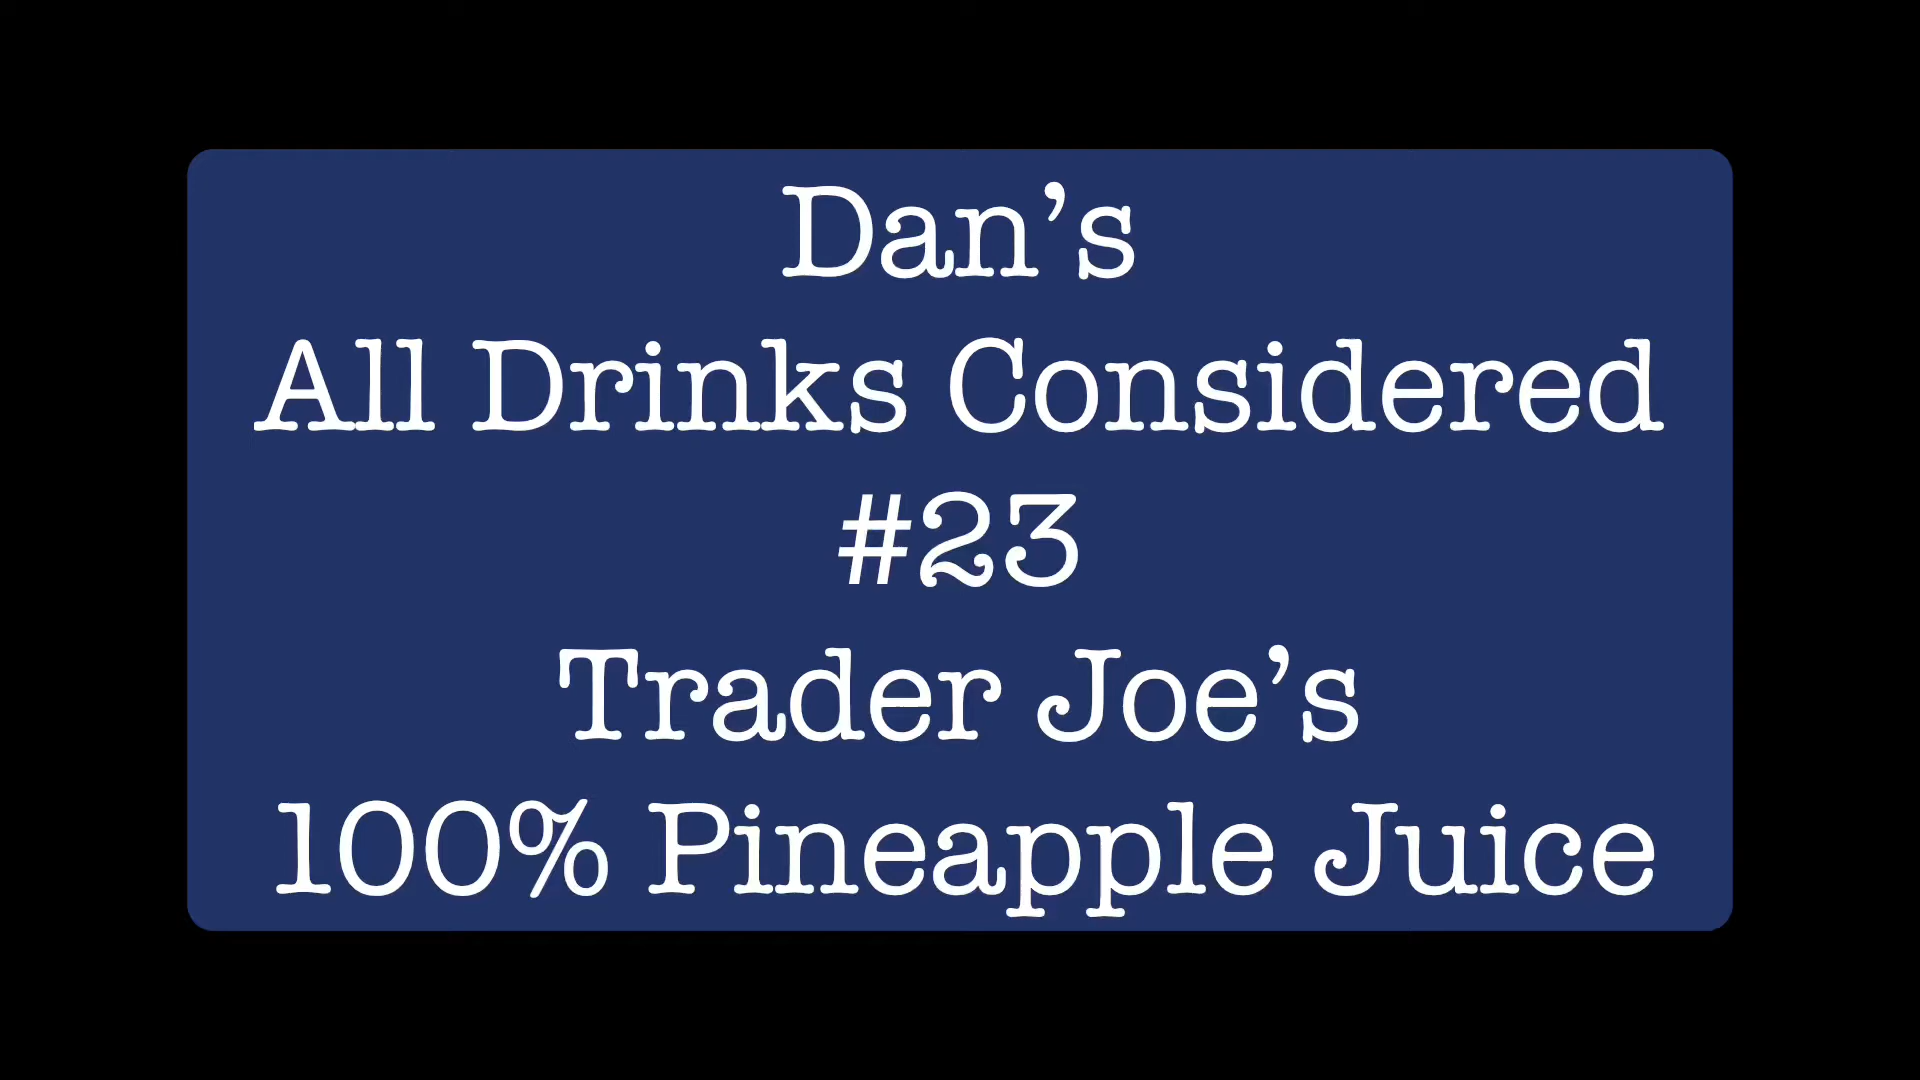 Dan’s
All Drinks Considered
#23
Trader Joe’s
100% Pineapple Juice